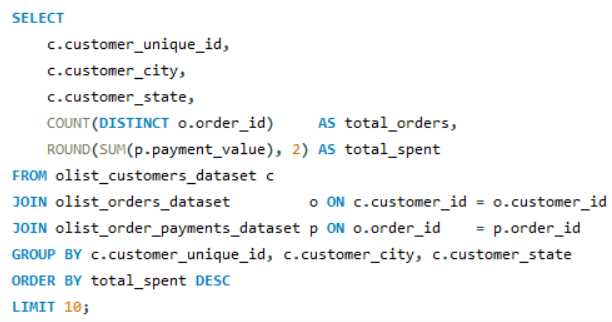 SELECT
    c.customer_unique_id,
    c.customer_city,
    c.customer_state,
    COUNT(DISTINCT o.order_id)     AS total_orders,
    ROUND(SUM(p.payment_value), 2) AS total_spent
FROM olist_customers_dataset c
JOIN olist_orders_dataset         o ON c.customer_id = o.customer_id
JOIN olist_order_payments_dataset p ON o.order_id    = p.order_id
GROUP BY c.customer_unique_id, c.customer_city, c.customer_state
ORDER BY total_spent DESC
LIMIT 10;